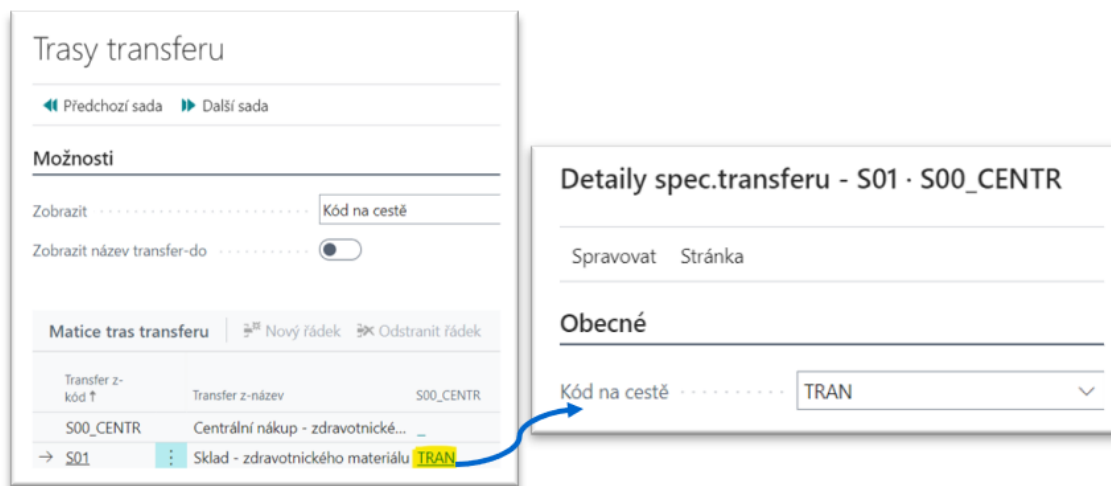 Trasy transferu
Předchozí sada Další sada
Možnosti
Zobrazit Kód na cestě
Zobrazit název transfer-do
Matice tras transferu Nový řádek Odstranit řádek
Transfer z-
kód ↑ Transfer z-název S00_CENTR
S00_CENTR Centrální nákup - zdravotnické... _
→ S01 Sklad - zdravotnického materiálu TRAN
Detaily spec.transferu - S01 · S00_CENTR
Spravovat Stránka
Obecné
Kód na cestě TRAN